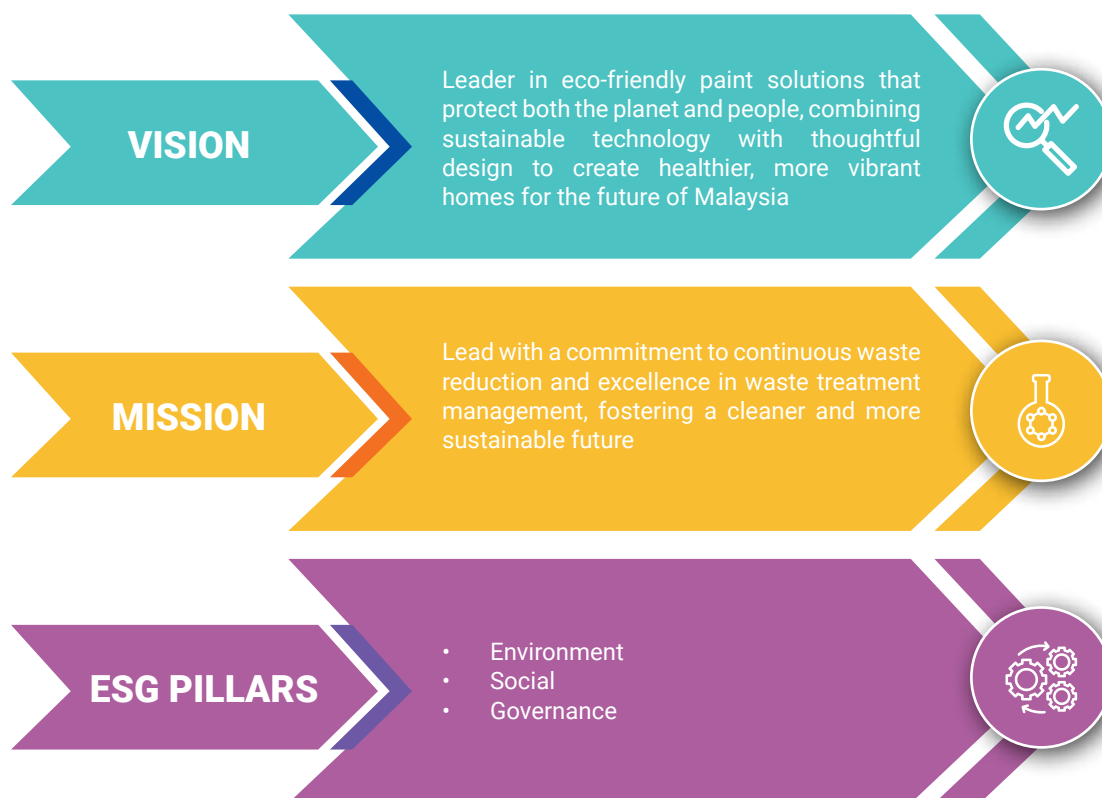 VISION
Leader in eco-friendly paint solutions that
protect both the planet and people, combining
sustainable technology with thoughtful
design to create healthier, more vibrant
homes for the future of Malaysia
MISSION
Lead with a commitment to continuous waste
reduction and excellence in waste treatment
management, fostering a cleaner and more
sustainable future
ESG PILLARS
• Environment
• Social
• Governance